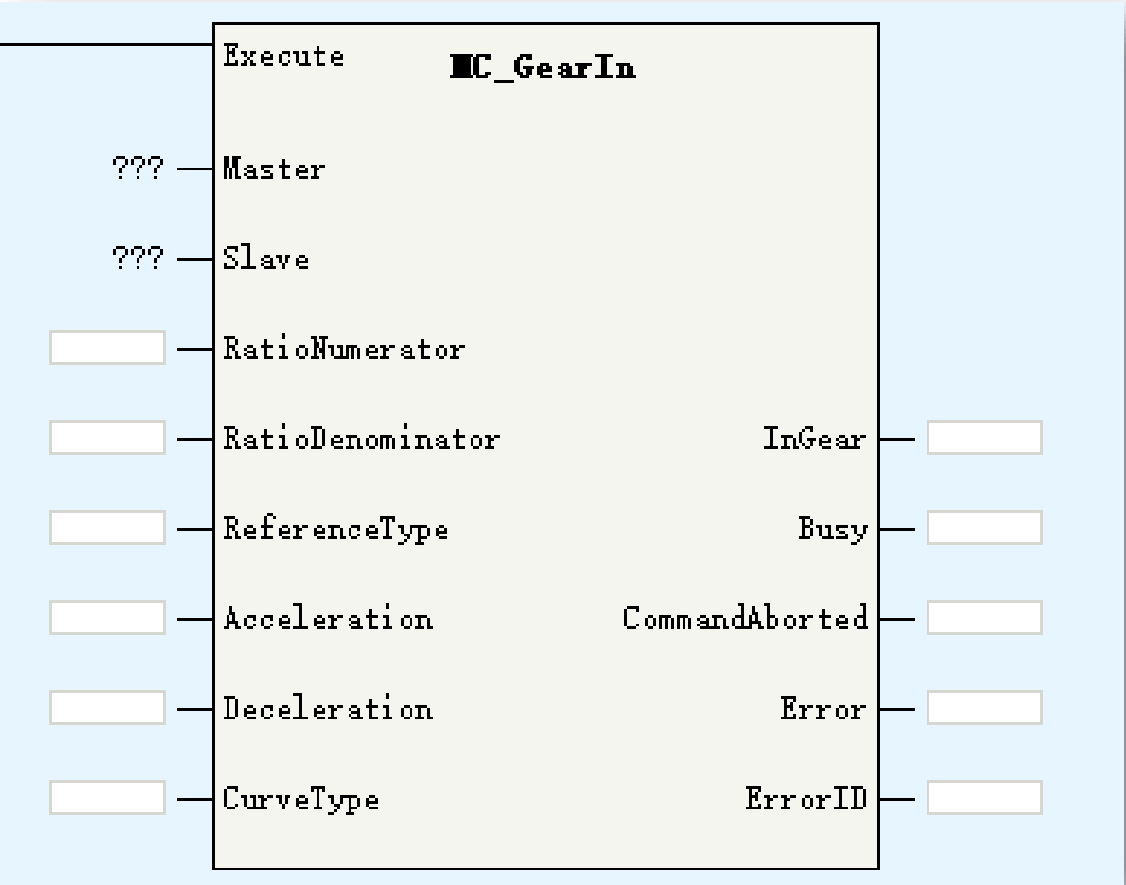 Execute
MC_GearIn
??? Master
??? Slave
RatioNumerator
RatioDenominator InGear
ReferenceType Busy
Acceleration CommandAborted
Deceleration Error
CurveType ErrorID